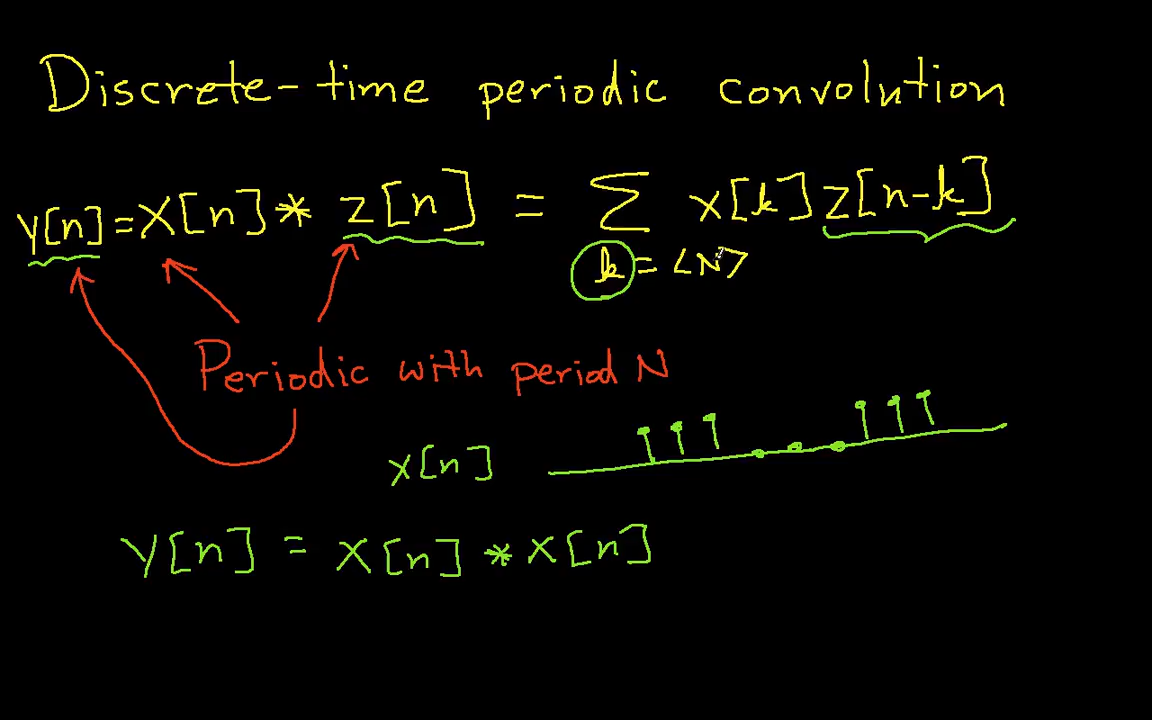 Discrete-time periodic convolution
y[n] = x[n] * z[n] = ∑ x[k] z[n-k]
k = <N>
Periodic with period N
x[n]
y[n] = x[n] * x[n]